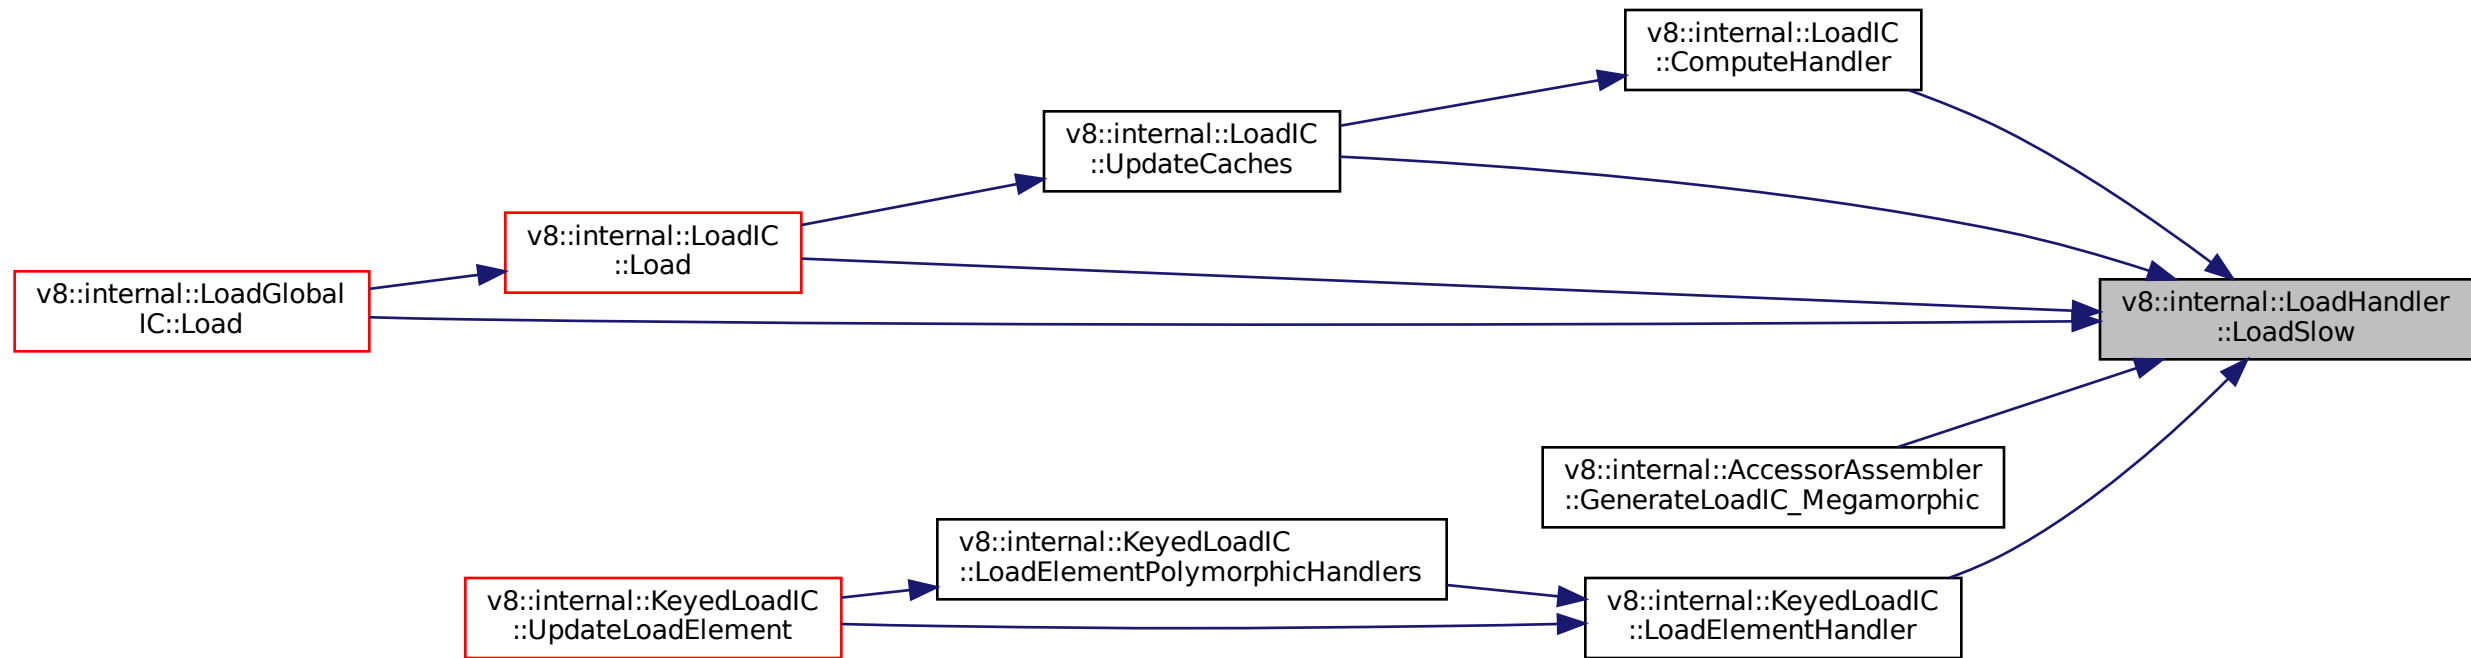 v8::internal::LoadIC
::ComputeHandler
v8::internal::LoadIC
::UpdateCaches
v8::internal::LoadIC
::Load
v8::internal::LoadGlobal
IC::Load
v8::internal::LoadHandler
::LoadSlow
v8::internal::AccessorAssembler
::GenerateLoadIC_Megamorphic
v8::internal::KeyedLoadIC
::LoadElementPolymorphicHandlers
v8::internal::KeyedLoadIC
::UpdateLoadElement
v8::internal::KeyedLoadIC
::LoadElementHandler